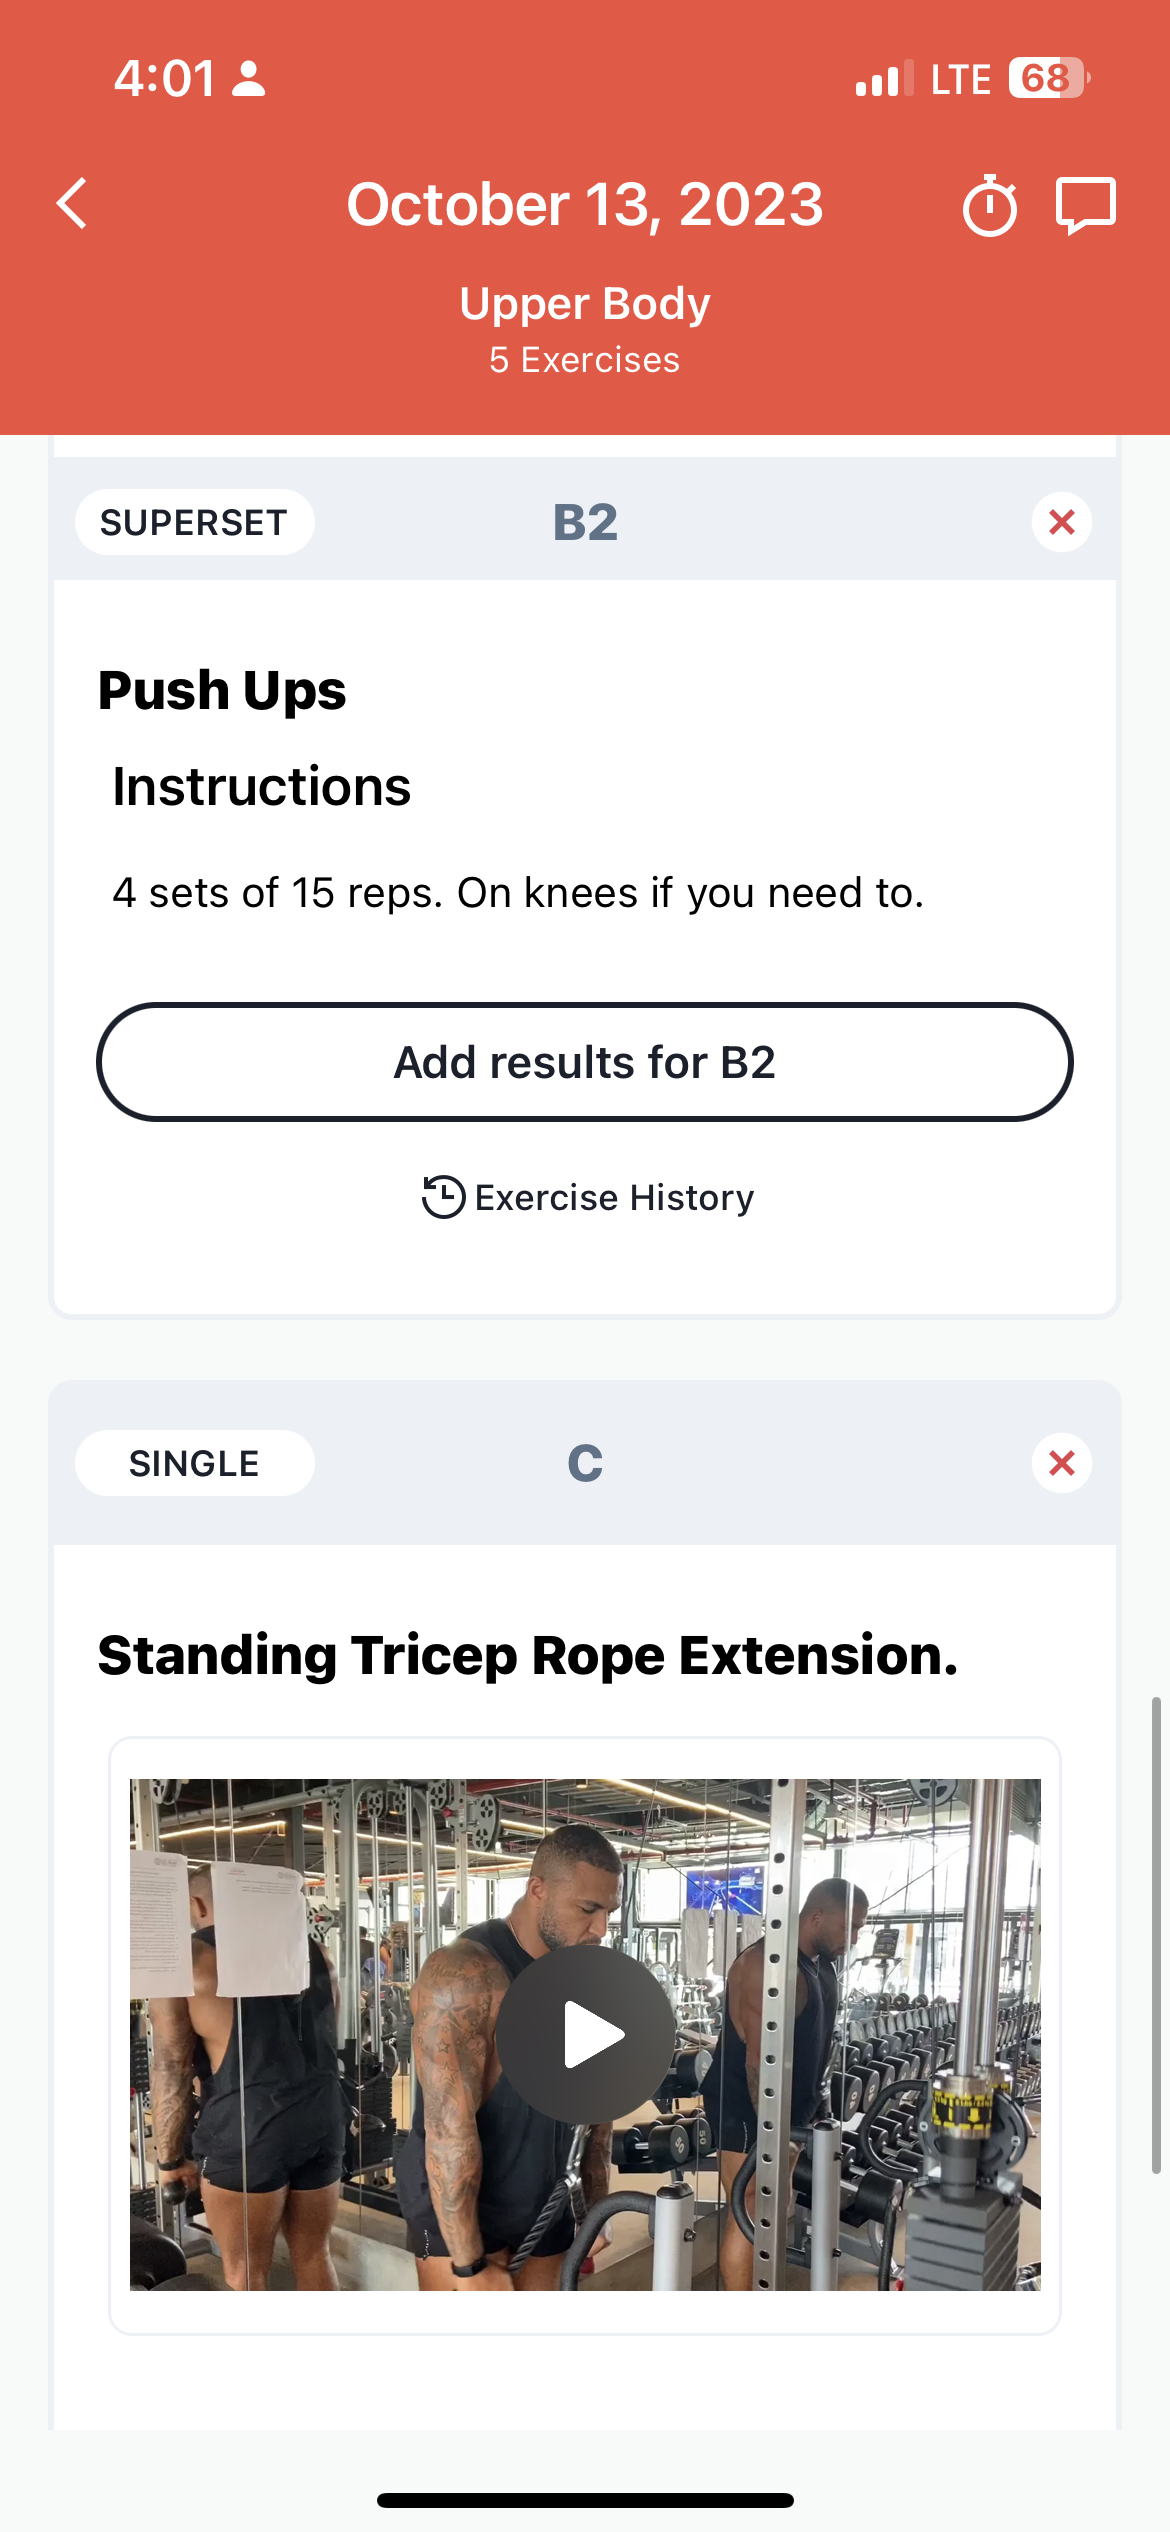 4:01
LTE 68
October 13, 2023
Upper Body
5 Exercises
SUPERSET
B2
Push Ups
Instructions
4 sets of 15 reps. On knees if you need to.
Add results for B2
Exercise History
SINGLE
C
Standing Tricep Rope Extension.
50
50